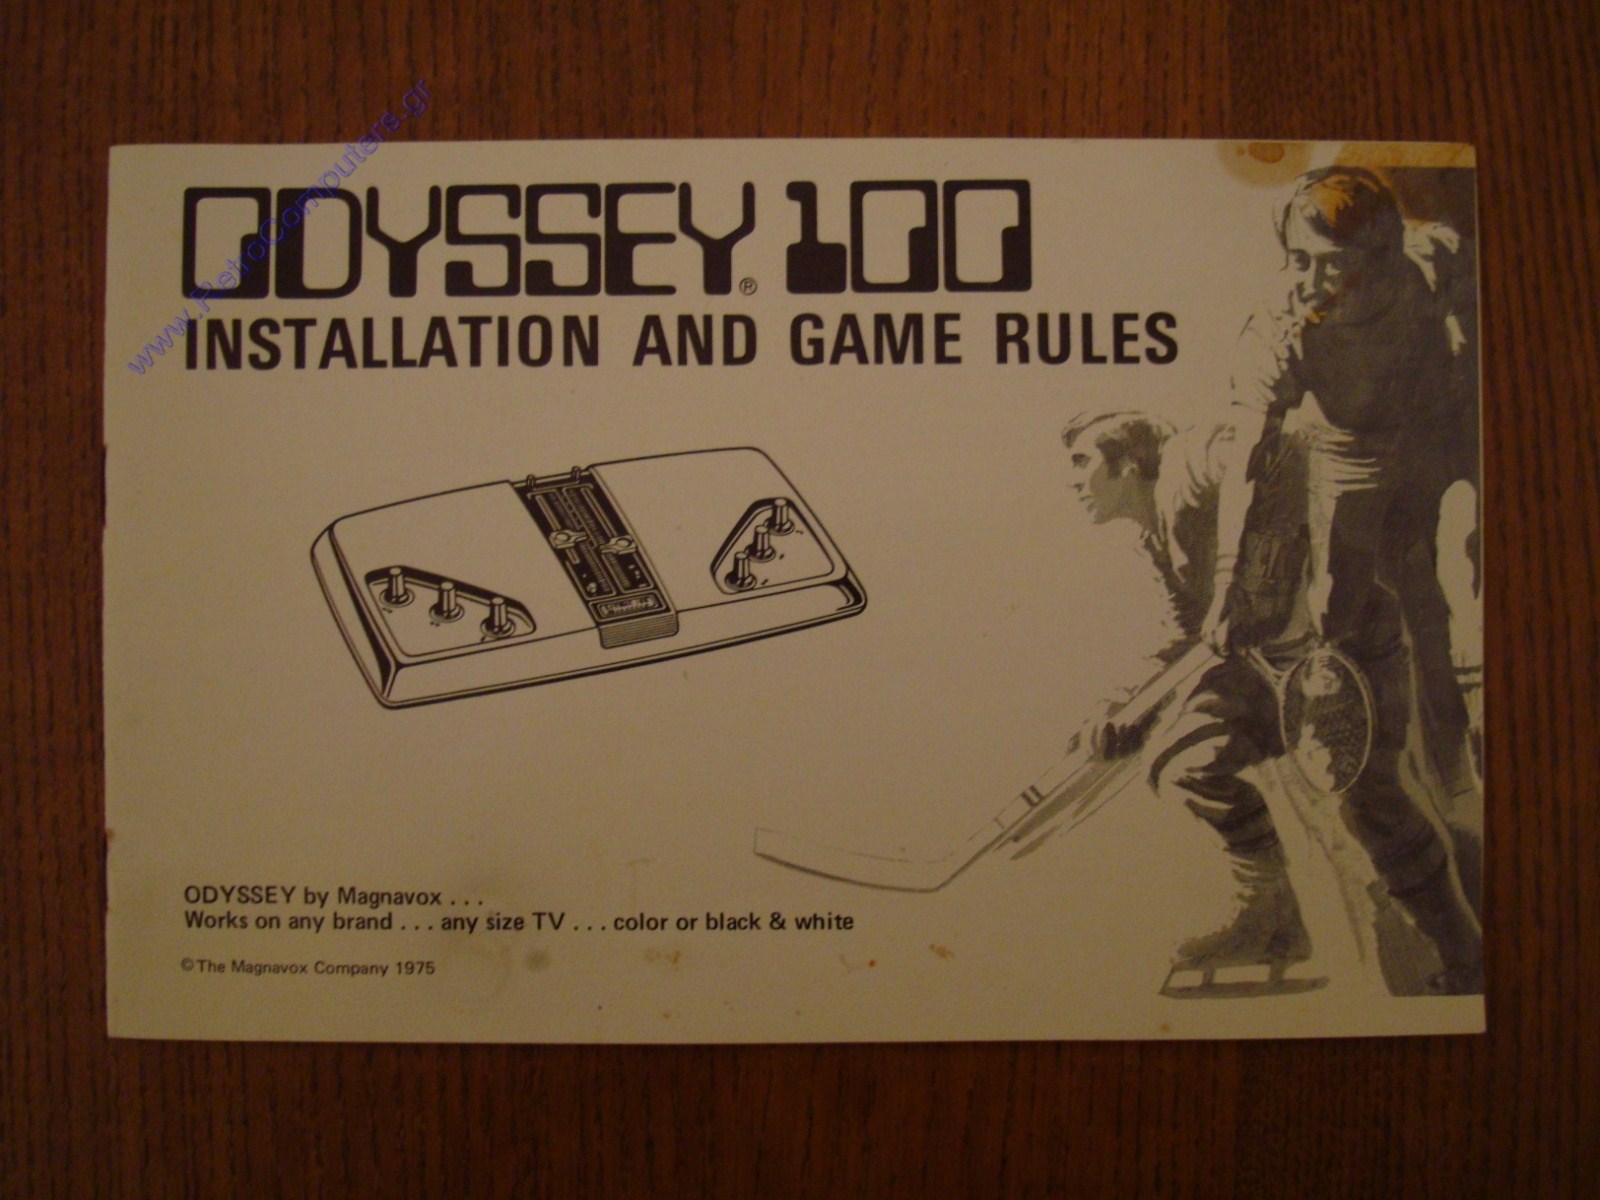 ODYSSEY® 100
INSTALLATION AND GAME RULES
ODYSSEY by Magnavox . . .
Works on any brand . . . any size TV . . . color or black & white
© The Magnavox Company 1975
www.RetroComputers.gr